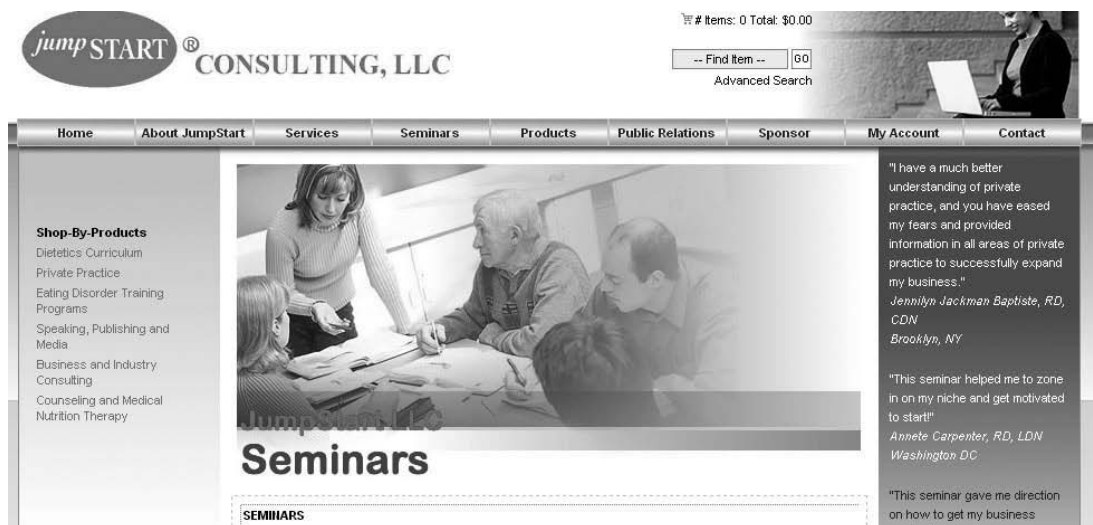 jump START ®
CONSULTING, LLC
# Items: 0 Total: $0.00
-- Find Item -- GO
Advanced Search
Home About JumpStart Services Seminars Products Public Relations Sponsor My Account Contact
Shop-By-Products
Dietetics Curriculum
Private Practice
Eating Disorder Training
Programs
Speaking, Publishing and
Media
Business and Industry
Consulting
Counseling and Medical
Nutrition Therapy
JumpStart, LLC
Seminars
SEMINARS
"I have a much better
understanding of private
practice, and you have eased
my fears and provided
information in all areas of private
practice to successfully expand
my business."
Jennilyn Jackman Baptiste, RD,
CDN
Brooklyn, NY
"This seminar helped me to zone
in on my niche and get motivated
to start!"
Annete Carpenter, RD, LDN
Washington DC
"This seminar gave me direction
on how to get my business